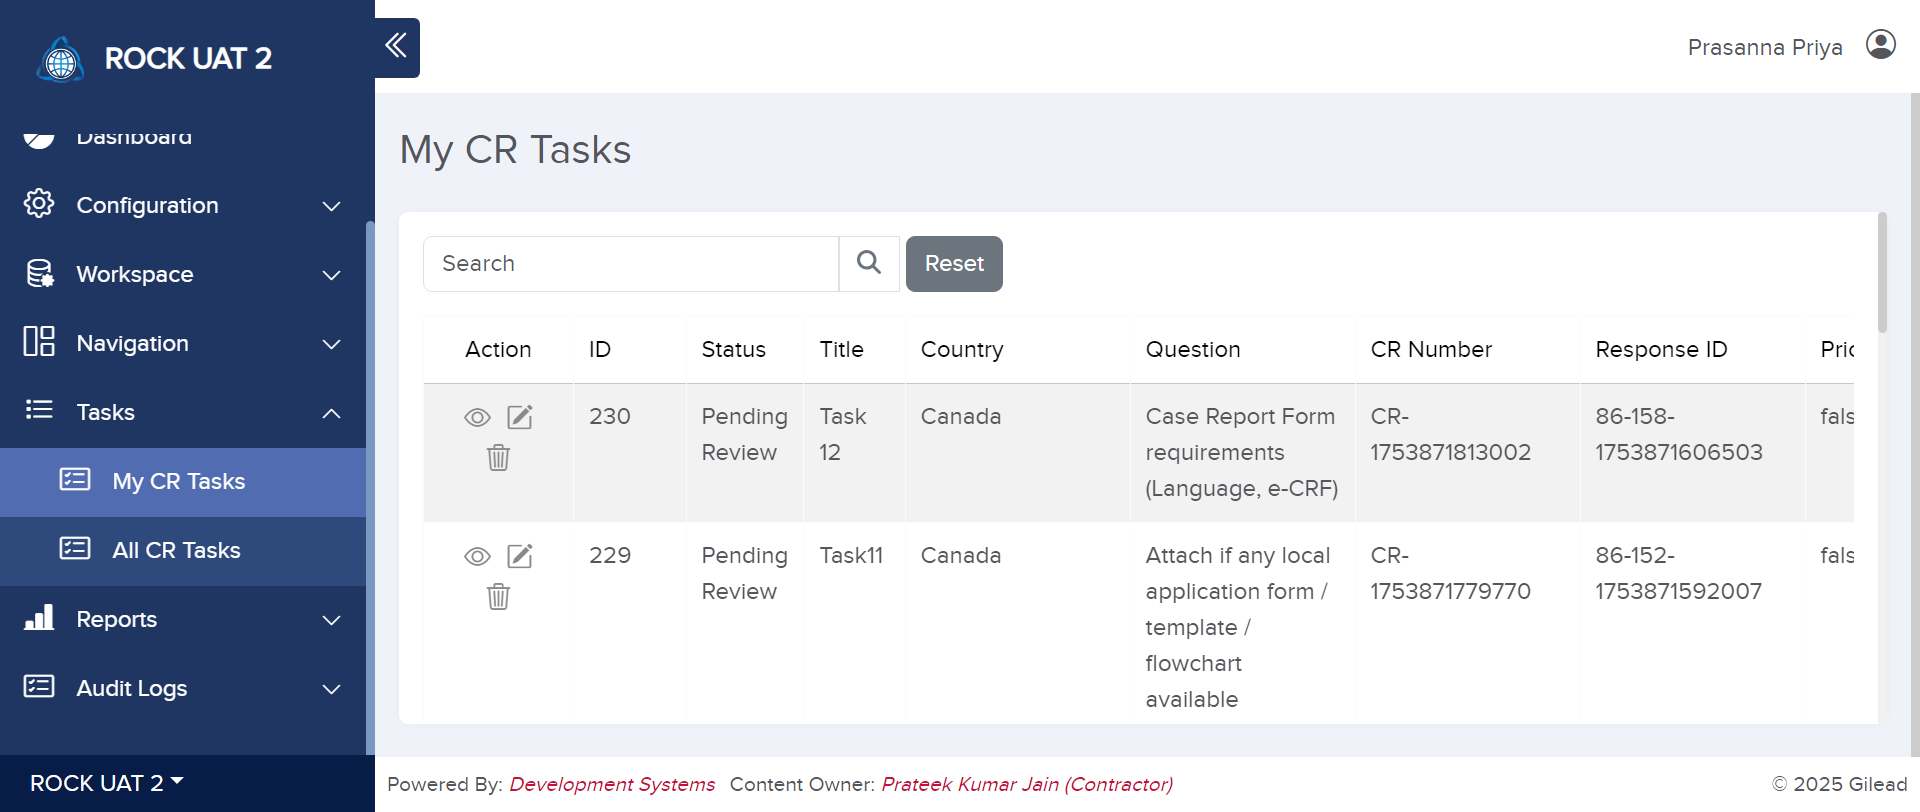 ROCK UAT 2
Prasanna Priya
Dashboard
Configuration
Workspace
Navigation
Tasks
My CR Tasks
All CR Tasks
Reports
Audit Logs
ROCK UAT 2
My CR Tasks
Search
Reset
Action ID Status Title Country Question CR Number Response ID
230 Pending Task Canada Case Report Form CR- 86-158-
Review 12 requirements 1753871813002 1753871606503
(Language, e-CRF)
229 Pending Task11 Canada Attach if any local CR- 86-152-
Review application form / 1753871779770 1753871592007
template /
flowchart
available
Powered By: Development Systems Content Owner: Prateek Kumar Jain (Contractor)
© 2025 Gilead